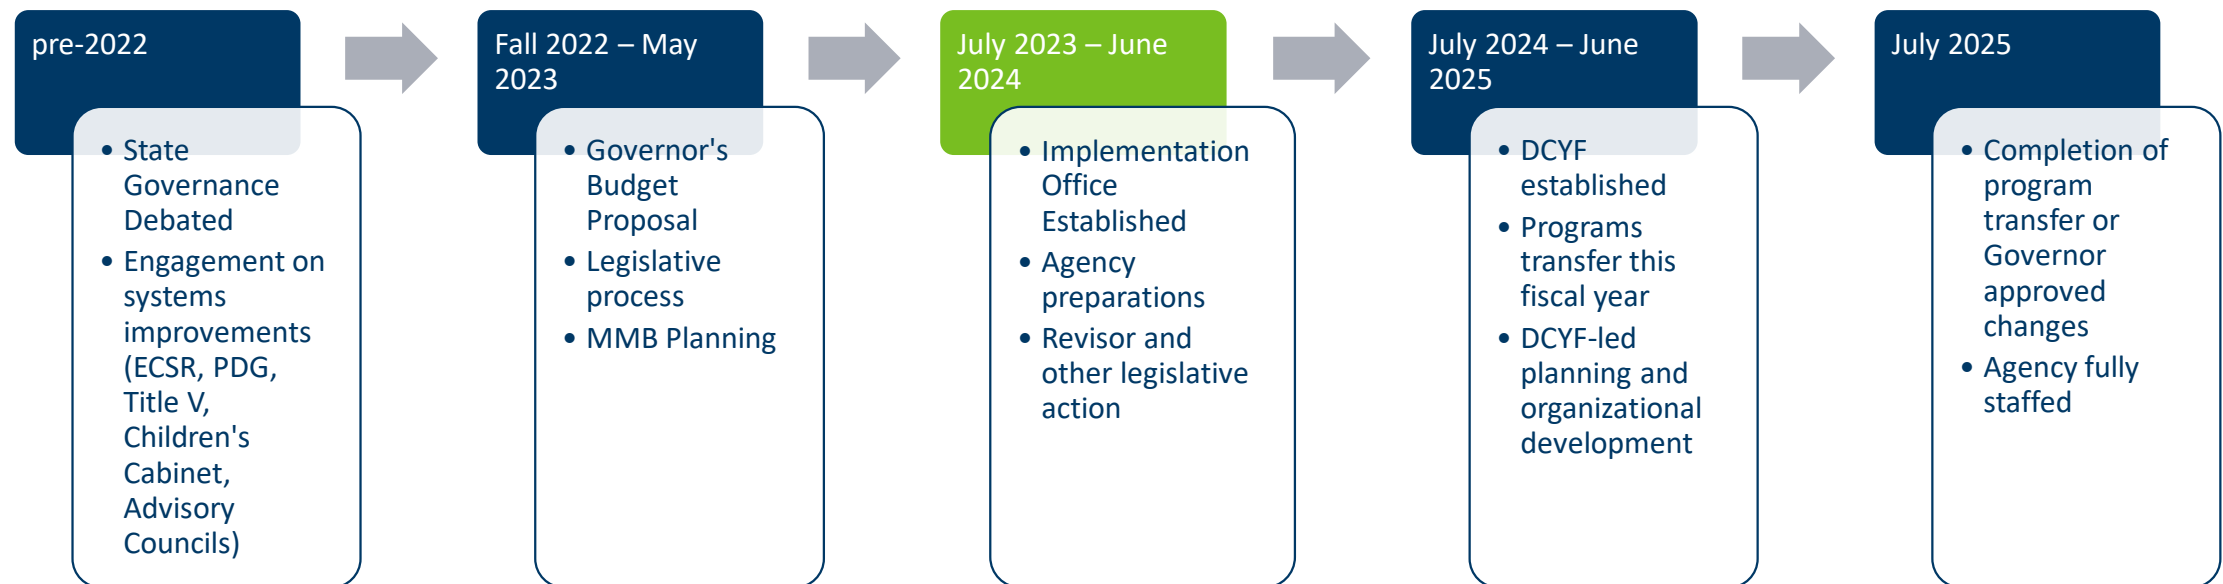 pre-2022
• State
Governance
Debated
• Engagement on
systems
improvements
(ECSR, PDG,
Title V,
Children's
Cabinet,
Advisory
Councils)
Fall 2022 – May
2023
• Governor's
Budget
Proposal
• Legislative
process
• MMB Planning
July 2023 – June
2024
• Implementation
Office
Established
• Agency
preparations
• Revisor and
other legislative
action
July 2024 – June
2025
• DCYF
established
• Programs
transfer this
fiscal year
• DCYF-led
planning and
organizational
development
July 2025
• Completion of
program
transfer or
Governor
approved
changes
• Agency fully
staffed